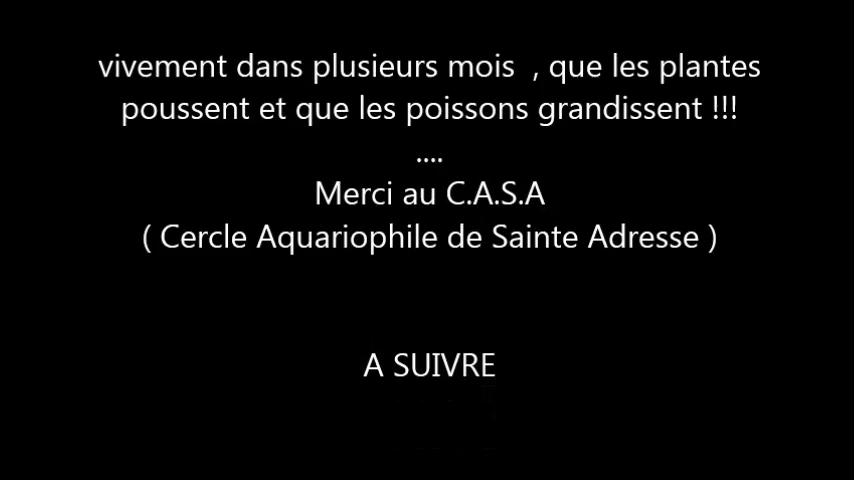 vivement dans plusieurs mois  , que les plantes
poussent et que les poissons grandissent !!!
....
Merci au C.A.S.A
( Cercle Aquariophile de Sainte Adresse )
A SUIVRE